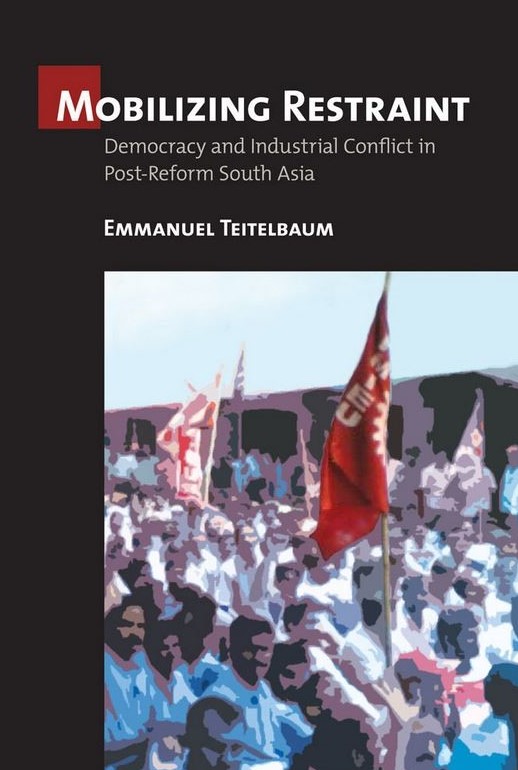 MOBILIZING RESTRAINT
Democracy and Industrial Conflict in
Post-Reform South Asia
EMMANUEL TEITELBAUM